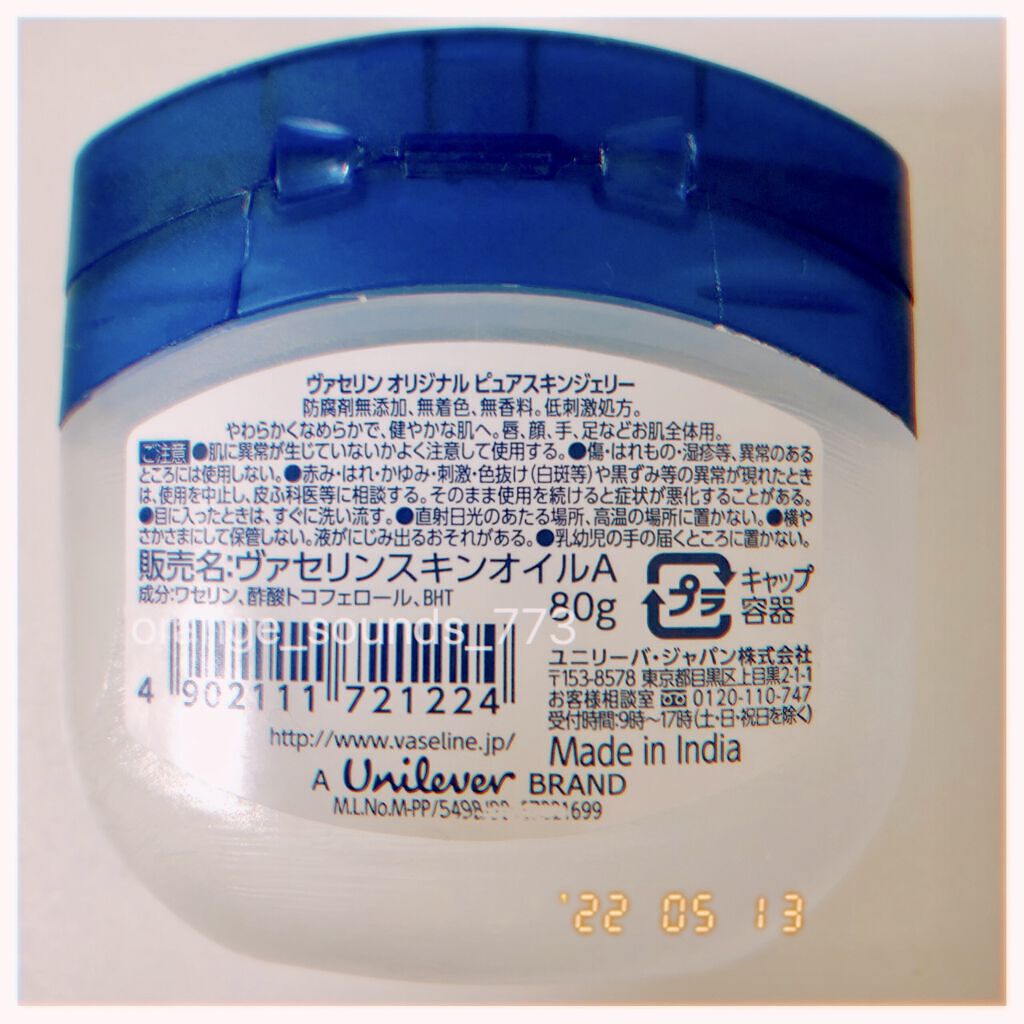 ヴァセリン オリジナル ピュアスキンジェリー
防腐剤無添加、無着色、無香料。低刺激処方。
やわらかくなめらかで、健やかな肌へ。唇、顔、手、足などお肌全体用。
ご注意 ●肌に異常が生じていないかよく注意して使用する。●傷・はれもの・湿疹等、異常のある
ところには使用しない。●赤み・はれ・かゆみ・刺激・色抜け(白斑等)や黒ずみ等の異常が現れたとき
は、使用を中止し、皮ふ科医等に相談する。そのまま使用を続けると症状が悪化することがある。
●目に入ったときは、すぐに洗い流す。●直射日光のあたる場所、高温の場所に置かない。●横や
さかさまにして保管しない。液がにじみ出るおそれがある。●乳幼児の手の届くところに置かない。
販売名:ヴァセリンスキンオイルA
成分:ワセリン、酢酸トコフェロール、BHT
80g
プラ
キャップ
容器
orange_sounds_773
4 902111 721224
ユニリーバ・ジャパン株式会社
〒153-8578 東京都目黒区上目黒2-1-1
お客様相談室 0120-110-747
受付時間:9時～17時(土・日・祝日を除く)
http://www.vaseline.jp/
Made in India
A Unilever BRAND
M.L.No.M-PP/549
'22 05 13